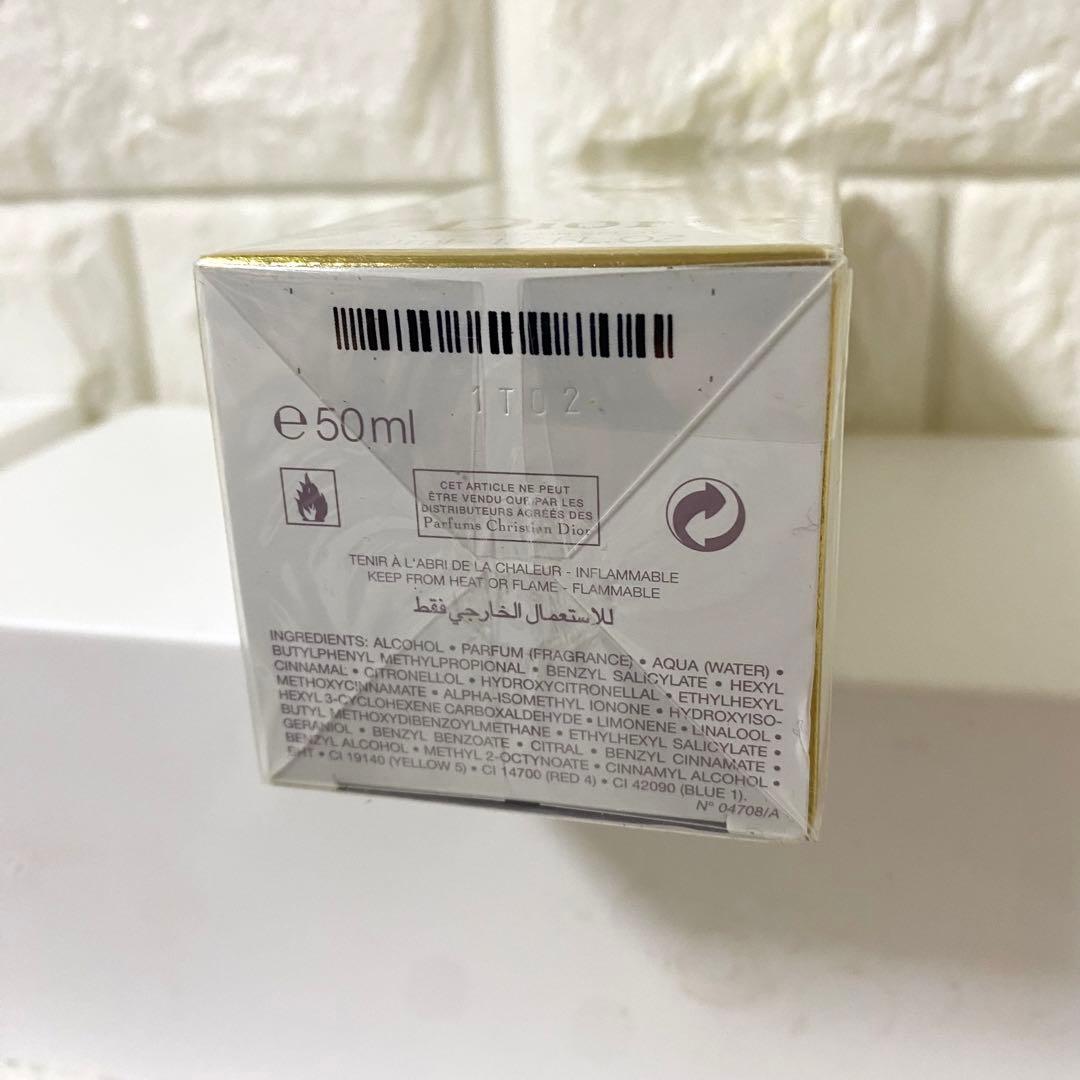 Dior
1T02
e 50 ml
CET ARTICLE NE PEUT
ÊTRE VENDU QUE PAR LES
DISTRIBUTEURS AGRÉÉS DES
Parfums Christian Dior
TENIR À L'ABRI DE LA CHALEUR - INFLAMMABLE
KEEP FROM HEAT OR FLAME - FLAMMABLE
للاستعمال الخارجي فقط
INGREDIENTS: ALCOHOL • PARFUM (FRAGRANCE) • AQUA (WATER) •
BUTYLPHENYL METHYLPROPIONAL • BENZYL SALICYLATE • HEXYL
CINNAMAL • CITRONELLOL • HYDROXYCITRONELLAL • ETHYLHEXYL
METHOXYCINNAMATE • ALPHA-ISOMETHYL IONONE • HYDROXYISO-
HEXYL 3-CYCLOHEXENE CARBOXALDEHYDE • LIMONENE • LINALOOL •
BUTYL METHOXYDIBENZOYLMETHANE • ETHYLHEXYL SALICYLATE •
GERANIOL • BENZYL BENZOATE • CITRAL • BENZYL CINNAMATE •
BENZYL ALCOHOL • METHYL 2-OCTYNOATE • CINNAMYL ALCOHOL •
BHT • CI 19140 (YELLOW 5) • CI 14700 (RED 4) • CI 42090 (BLUE 1).
N° 04708/A